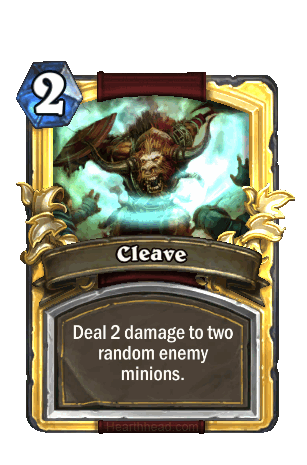 2
Cleave
Deal 2 damage to two
random enemy
minions.
Hearthhead.com